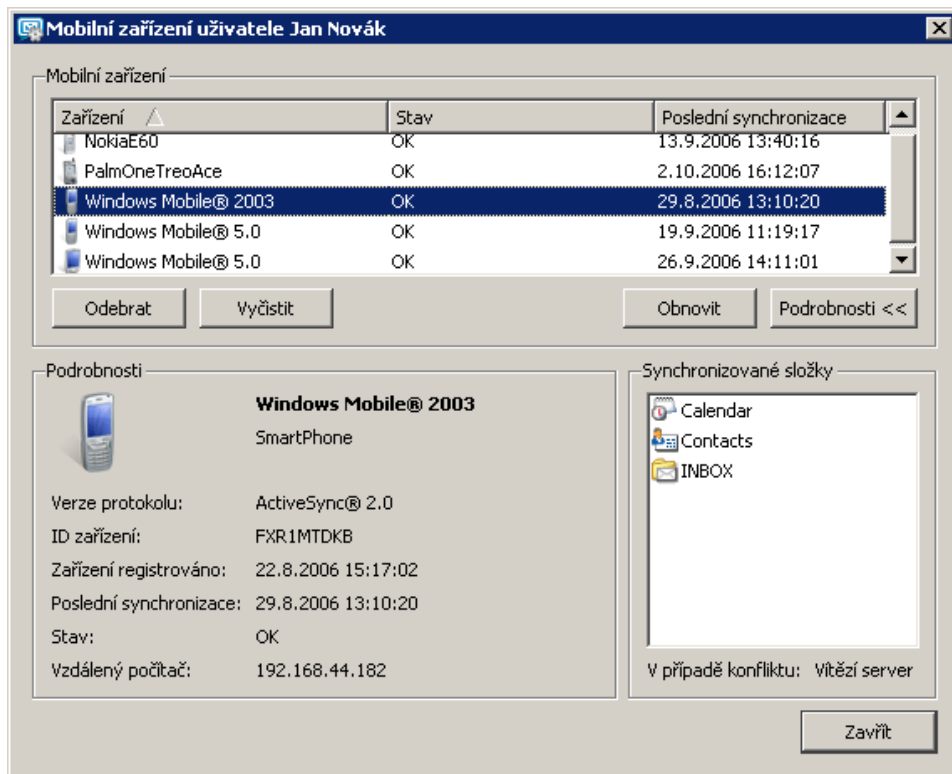 Mobilní zařízení uživatele Jan Novák
Mobilní zařízení
Zařízení Stav Poslední synchronizace
NokiaE60 OK 13.9.2006 13:40:16
PalmOneTreoAce OK 2.10.2006 16:12:07
Windows Mobile® 2003 OK 29.8.2006 13:10:20
Windows Mobile® 5.0 OK 19.9.2006 11:19:17
Windows Mobile® 5.0 OK 26.9.2006 14:11:01
Odebrat Vyčistit Obnovit Podrobnosti <<
Podrobnosti
Windows Mobile® 2003
SmartPhone
Verze protokolu: ActiveSync® 2.0
ID zařízení: FXR1MTDKB
Zařízení registrováno: 22.8.2006 15:17:02
Poslední synchronizace: 29.8.2006 13:10:20
Stav: OK
Vzdálený počítač: 192.168.44.182
Synchronizované složky
Calendar
Contacts
INBOX
V případě konfliktu: Vítězí server
Zavřít